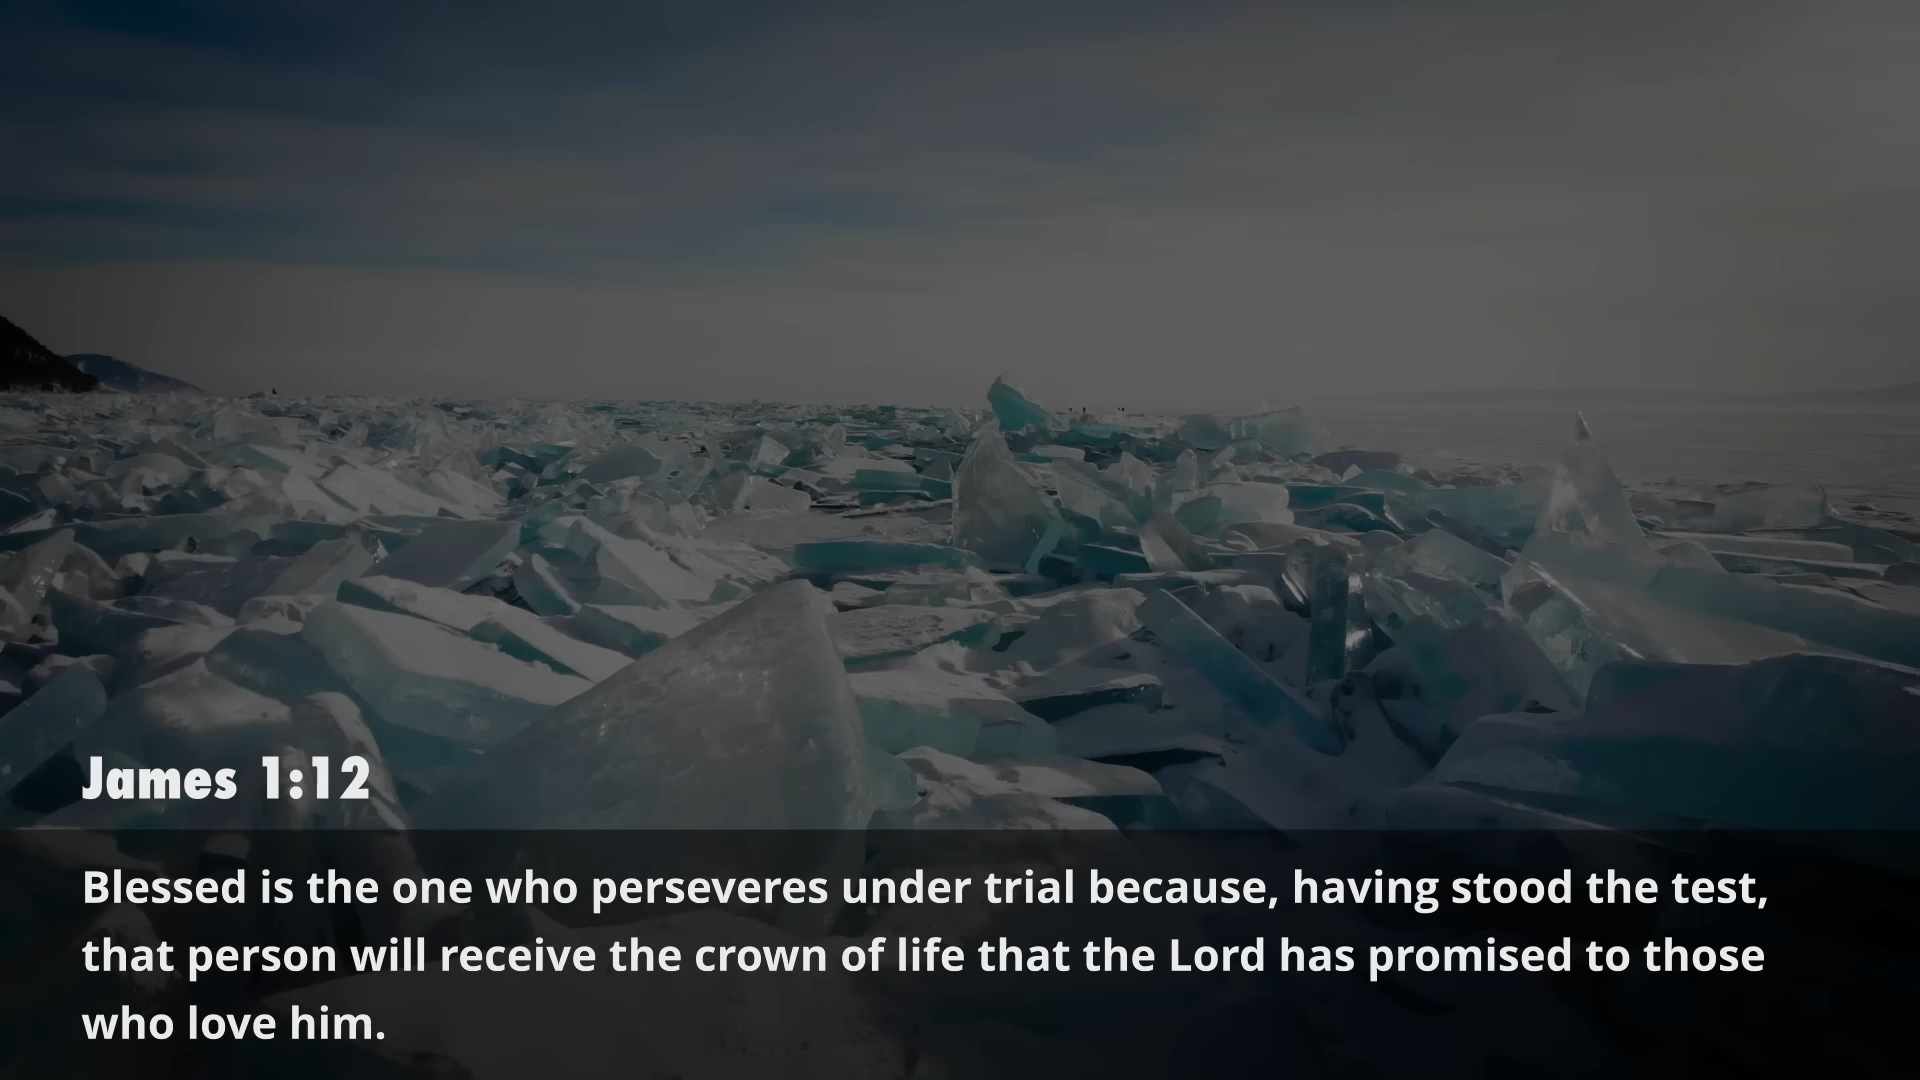 James 1:12
Blessed is the one who perseveres under trial because, having stood the test,
that person will receive the crown of life that the Lord has promised to those
who love him.